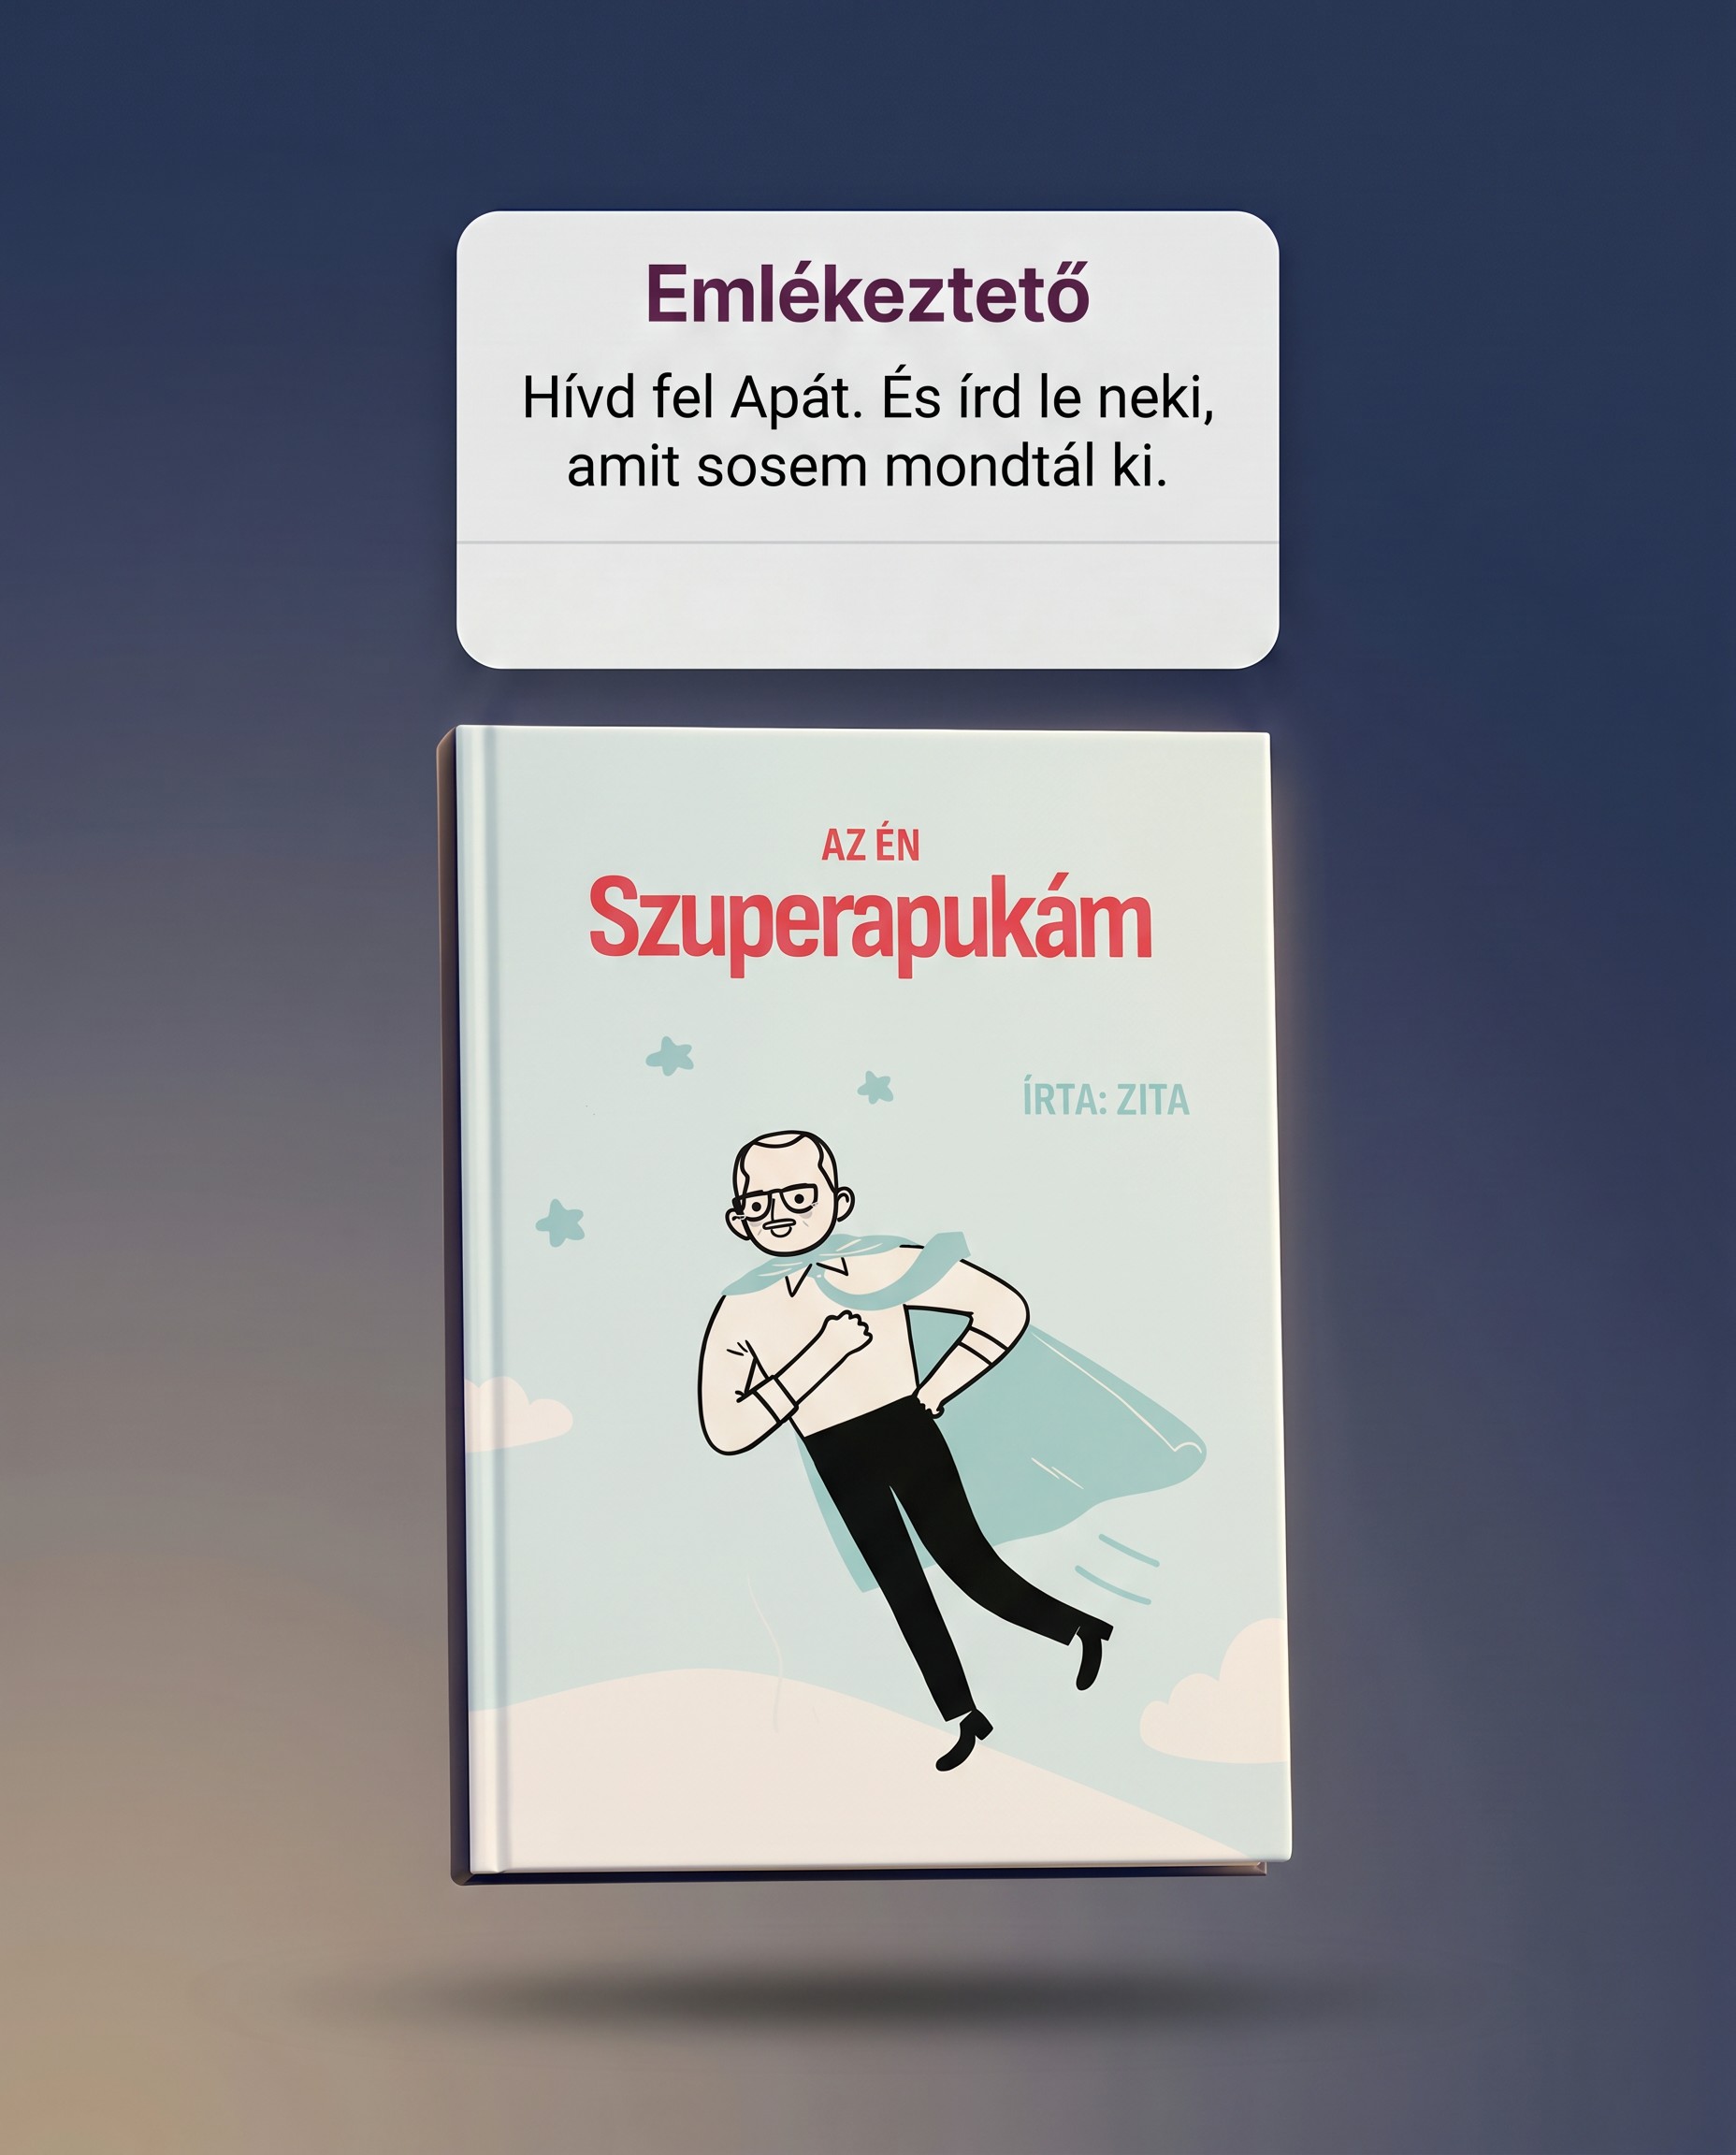 Emlékeztető
Hívd fel Apát. És írd le neki,
amit sosem mondtál ki.
AZ ÉN
Szuperapukám
ÍRTA: ZITA